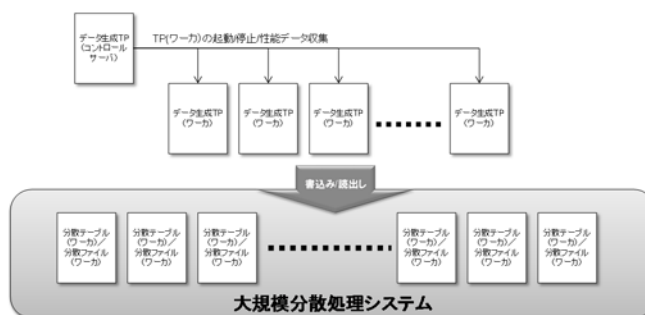 データ生成TP
(コントロール
サーバ)
TP(ワーカ)の起動/停止/性能データ収集
データ生成TP
(ワーカ)
データ生成TP
(ワーカ)
データ生成TP
(ワーカ)
データ生成TP
(ワーカ)
書込み/読出し
分散テーブル
(ワーカ)/
分散ファイル
(ワーカ)
分散テーブル
(ワーカ)/
分散ファイル
(ワーカ)
分散テーブル
(ワーカ)/
分散ファイル
(ワーカ)
分散テーブル
(ワーカ)/
分散ファイル
(ワーカ)
分散テーブル
(ワーカ)/
分散ファイル
(ワーカ)
分散テーブル
(ワーカ)/
分散ファイル
(ワーカ)
大規模分散処理システム